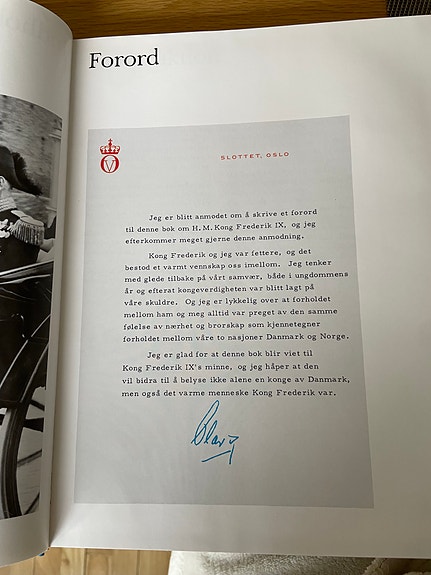 Forord
SLOTTET, OSLO
Jeg er blitt anmodet om å skrive et forord
til denne bok om H. M. Kong Frederik IX, og jeg
efterkommer meget gjerne denne anmodning.
Kong Frederik og jeg var fettere, og det
bestod et varmt vennskap oss imellom. Jeg tenker
med glede tilbake på vårt samvær, både i ungdommens
år og efterat kongeverdigheten var blitt lagt på
våre skuldre. Og jeg er lykkelig over at forholdet
mellom ham og meg alltid var preget av den samme
følelse av nærhet og brorskap som kjennetegner
forholdet mellom våre to nasjoner Danmark og Norge.
Jeg er glad for at denne bok blir viet til
Kong Frederik IX's minne, og jeg håper at den
vil bidra til å belyse ikke alene en konge av Danmark,
men også det varme menneske Kong Frederik var.
Olav R